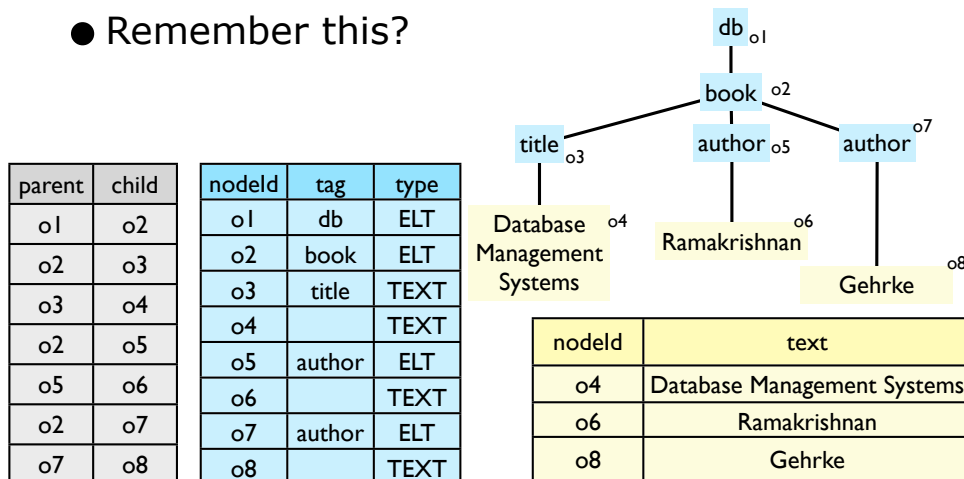 ● Remember this?
db o1
book o2
title o3
author o5
author o7
Database
Management
Systems
o4
Ramakrishnan o6
Gehrke o8
parent child
o1 o2
o2 o3
o3 o4
o2 o5
o5 o6
o2 o7
o7 o8
nodeId tag type
o1 db ELT
o2 book ELT
o3 title TEXT
o4 TEXT
o5 author ELT
o6 TEXT
o7 author ELT
o8 TEXT
nodeId text
o4 Database Management Systems
o6 Ramakrishnan
o8 Gehrke